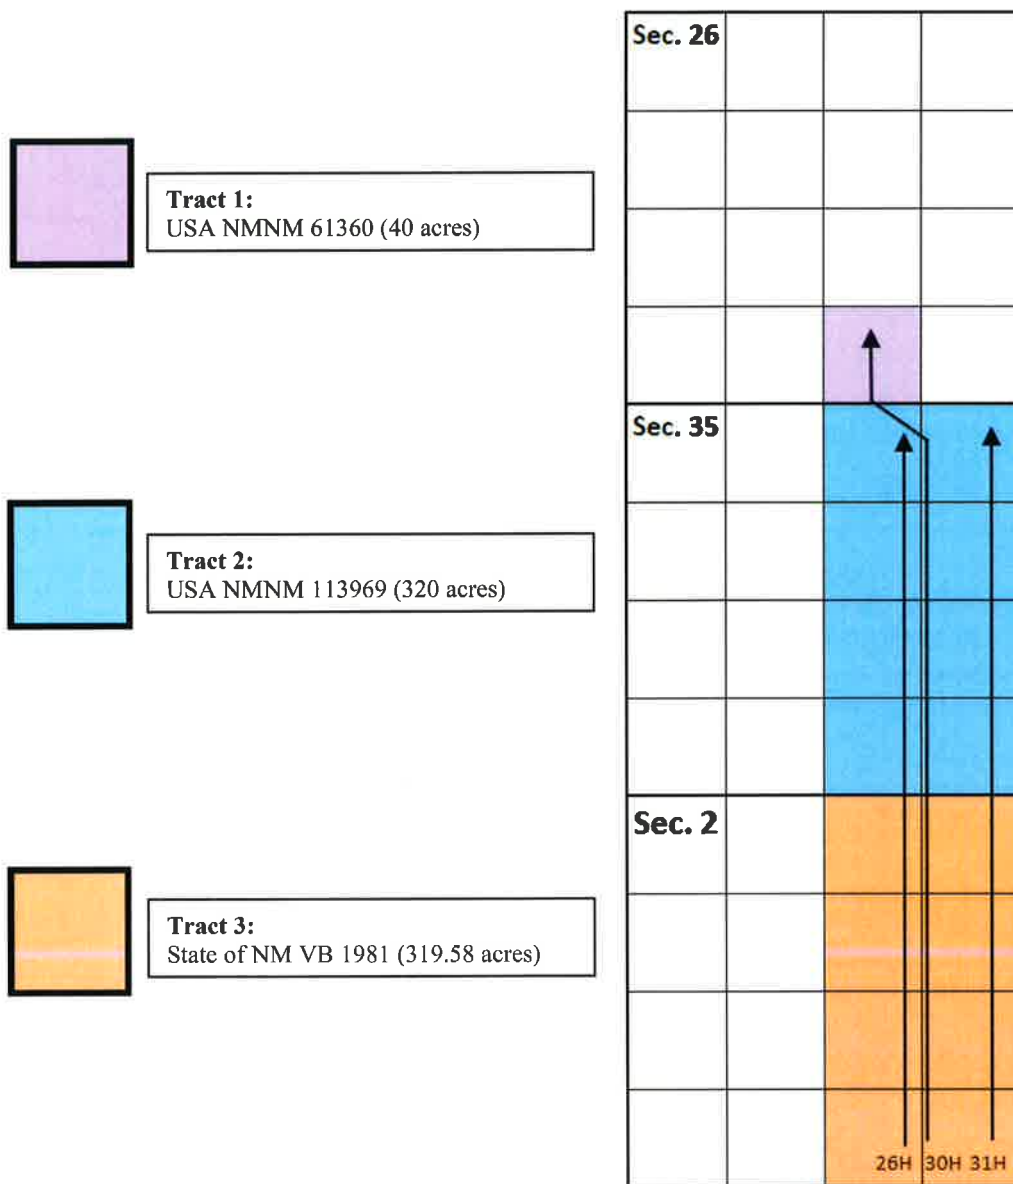 Sec. 26
Tract 1:
USA NMNM 61360 (40 acres)
Sec. 35
Tract 2:
USA NMNM 113969 (320 acres)
Sec. 2
Tract 3:
State of NM VB 1981 (319.58 acres)
26H 30H 31H